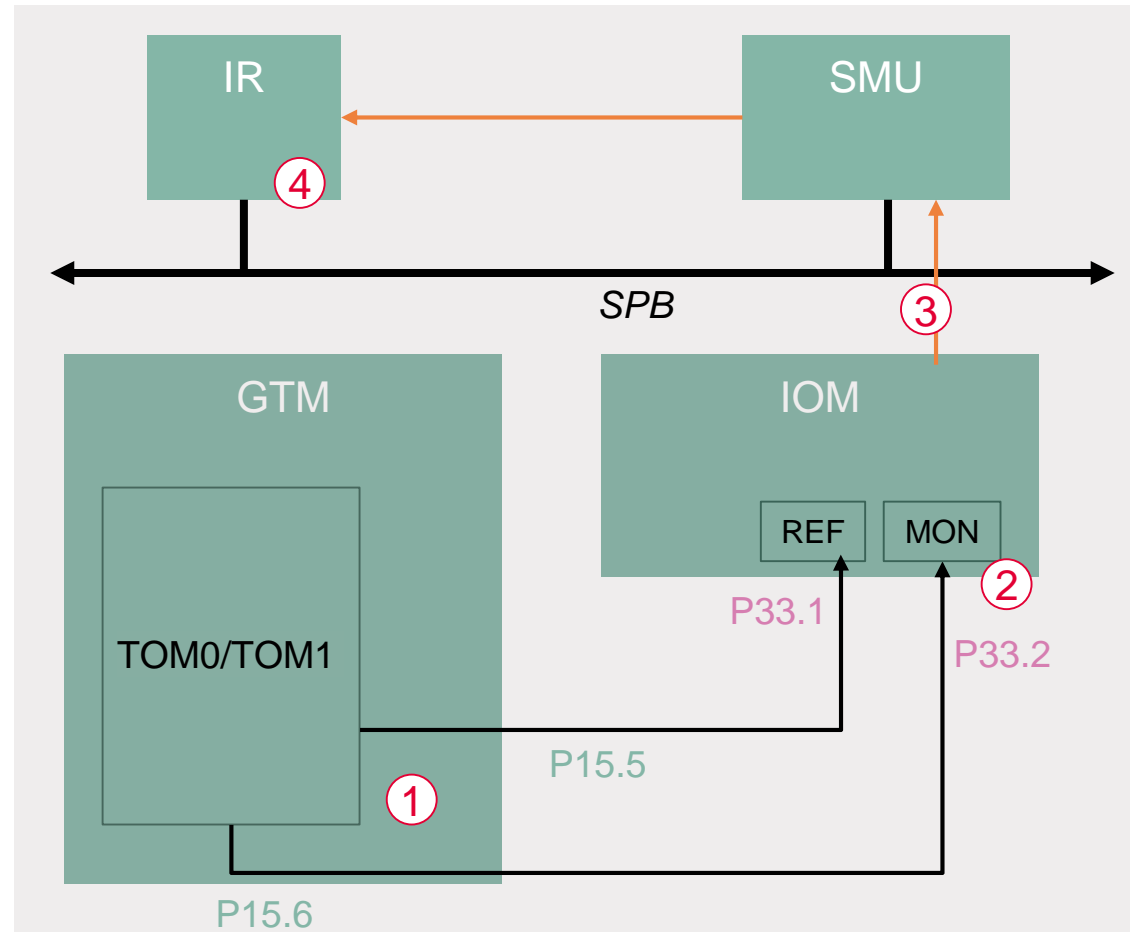 IR
SMU
4
SPB
3
GTM
IOM
REF
MON
2
P33.1
TOM0/TOM1
P33.2
P15.5
1
P15.6